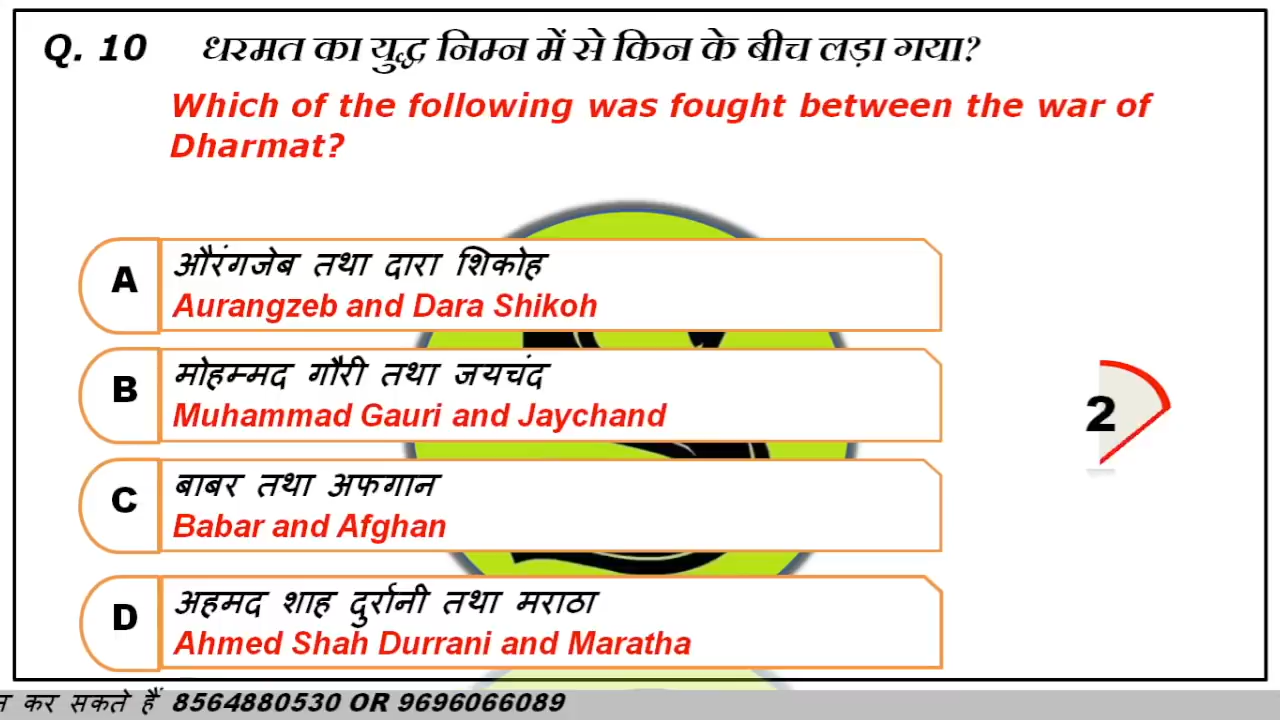 Q. 10 धरमत का युद्ध निम्न में से किन के बीच लड़ा गया?
Which of the following was fought between the war of
Dharmat?
A
औरंगजेब तथा दारा शिकोह
Aurangzeb and Dara Shikoh
B
मोहम्मद गौरी तथा जयचंद
Muhammad Gauri and Jaychand
2
C
बाबर तथा अफगान
Babar and Afghan
D
अहमद शाह दुर्रानी तथा मराठा
Ahmed Shah Durrani and Maratha
कर सकते हैं 8564880530 OR 9696066089